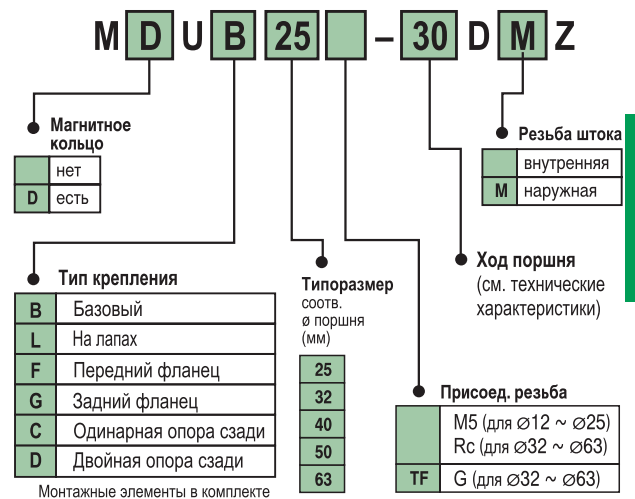 M D U B 25 – 30 D M Z
Магнитное
кольцо
нет
D есть
Резьба штока
внутренняя
M наружная
Тип крепления
B Базовый
L На лапах
F Передний фланец
G Задний фланец
C Одинарная опора сзади
D Двойная опора сзади
Монтажные элементы в комплекте
Типоразмер
соотв.
ø поршня
(мм)
25
32
40
50
63
Ход поршня
(см. технические
характеристики)
Присоед. резьба
M5 (для ∅12 ~ ∅25)
Rc (для ∅32 ~ ∅63)
TF G (для ∅32 ~ ∅63)